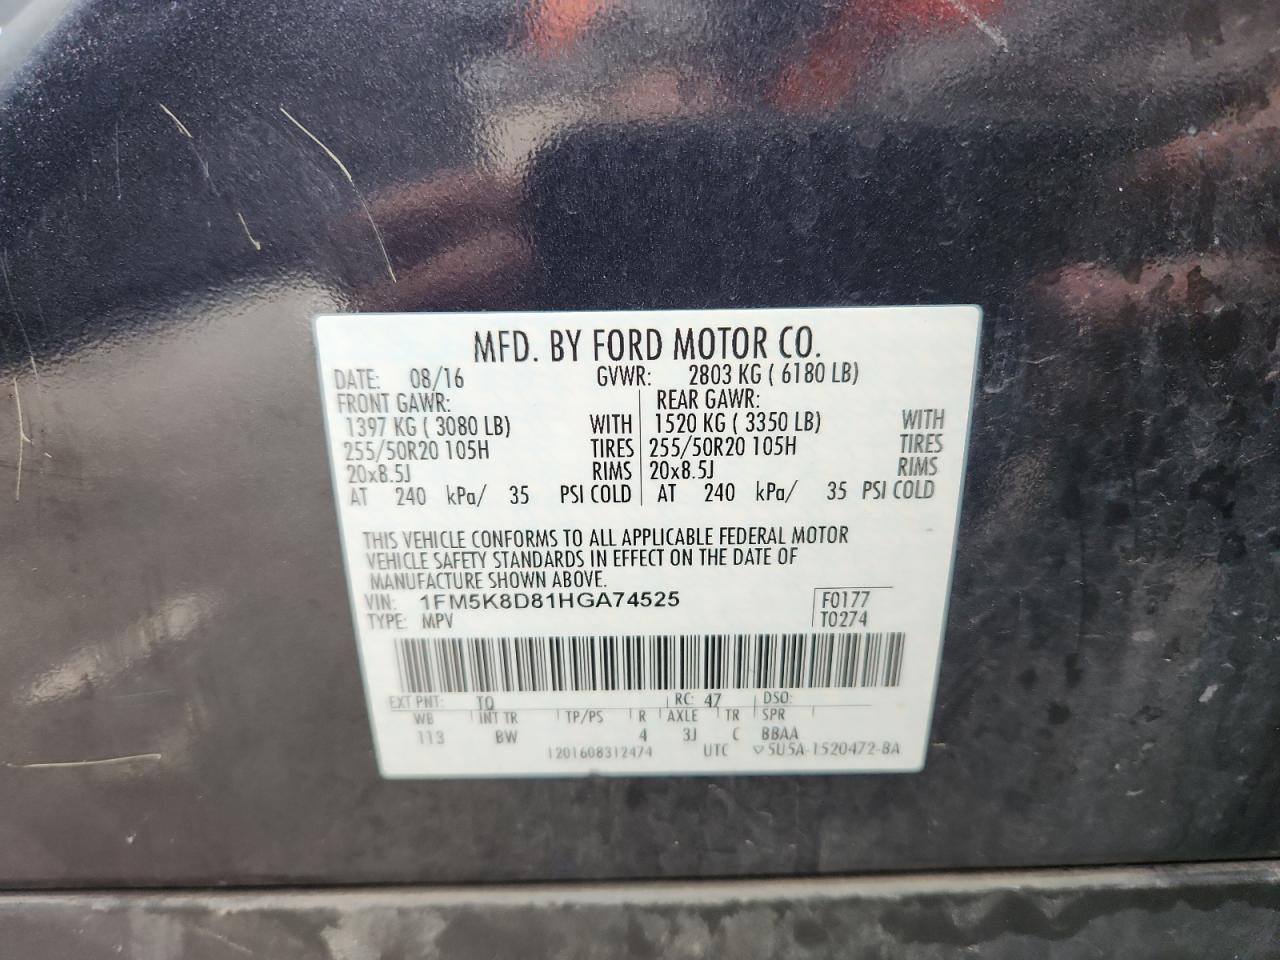 MFD. BY FORD MOTOR CO.
DATE: 08/16 GVWR: 2803 KG ( 6180 LB)
FRONT GAWR: REAR GAWR:
1397 KG ( 3080 LB) WITH 1520 KG ( 3350 LB) WITH
255/50R20 105H TIRES 255/50R20 105H TIRES
20x8.5J RIMS 20x8.5J RIMS
AT 240 kPa/ 35 PSI COLD AT 240 kPa/ 35 PSI COLD
THIS VEHICLE CONFORMS TO ALL APPLICABLE FEDERAL MOTOR
VEHICLE SAFETY STANDARDS IN EFFECT ON THE DATE OF
MANUFACTURE SHOWN ABOVE.
VIN: 1FM5K8D81HGA74525 F0177
TYPE: MPV T0274
EXT PNT: TQ RC: 47 DSO:
WB INT TR TP/PS R AXLE TR SPR
113 BW 4 3J C BBAA
1201608312474 UTC ▽5U5A-1520472-BA